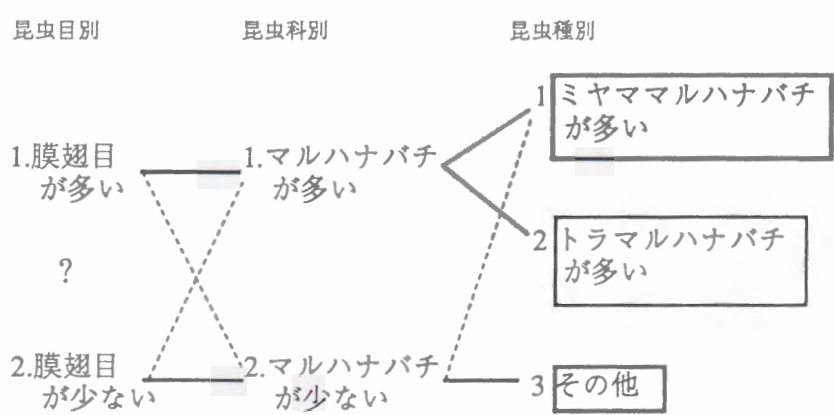 昆虫目別
昆虫科別
昆虫種別
1.膜翅目
が多い
?
2.膜翅目
が少ない
1.マルハナバチ
が多い
2.マルハナバチ
が少ない
1 ミヤママルハナバチ
が多い
2 トラマルハナバチ
が多い
3 その他